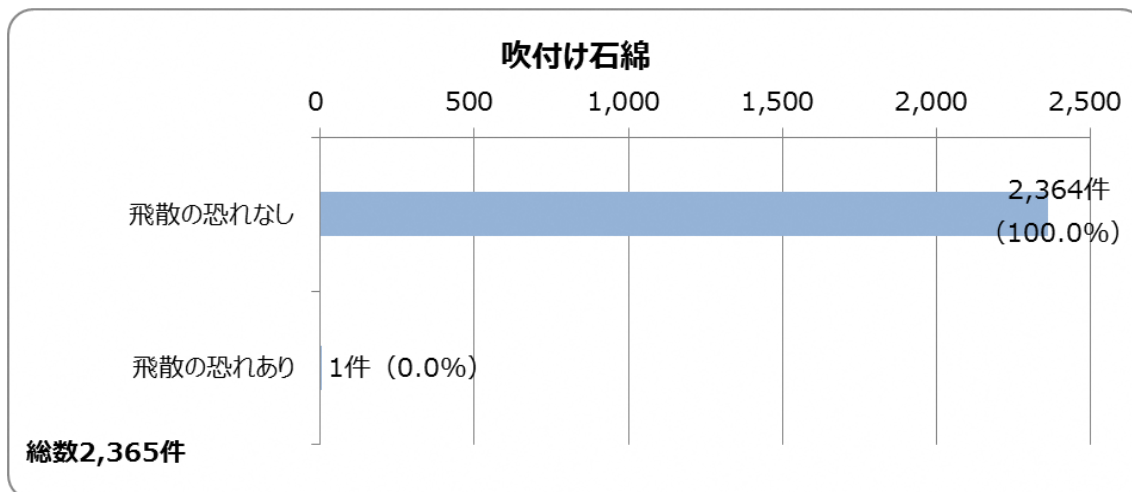 吹付け石綿
0 500 1,000 1,500 2,000 2,500
飛散の恐れなし
2,364件
（100.0%）
飛散の恐れあり
1件（0.0%）
総数2,365件